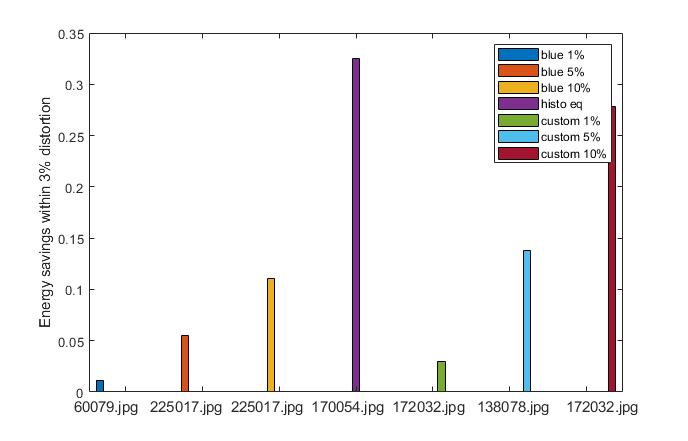 0.35
0.3
0.25
0.2
0.15
0.1
0.05
0
Energy savings within 3% distortion
blue 1%
blue 5%
blue 10%
histo eq
custom 1%
custom 5%
custom 10%
60079.jpg 225017.jpg 225017.jpg 170054.jpg 172032.jpg 138078.jpg 172032.jpg